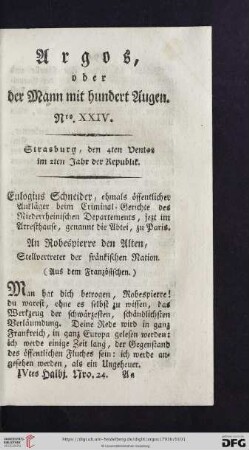 Argos,
oder
der Mann mit hundert Augen.
Nro. XXIV.
Strasburg, den 4ten Ventos
im 2ten Jahr der Republik.
Eulogius Schneider, ehmals öffentlicher
Ankläger beim Criminal-Gerichte des
Niederrheinischen Departements, jezt im
Arresthause, genannt die Abtei, zu Paris.
An Robespierre den Alten,
Stellvertreter der fränkischen Nation.
(Aus dem Französischen.)
Man hat dich betrogen, Robespierre!
du warest, ohne es selbst zu wissen, das
Werkzeug der schwärzesten, schändlichsten
Verläumdung. Deine Rede wird in ganz
Frankreich, in ganz Europa gelesen werden:
ich werde einige Zeit lang, der Gegenstand
des öffentlichen Fluches sein: ich werde an-
gesehen werden, als ein Ungeheuer.
IVtes Halbj. Nro. 24. Aa